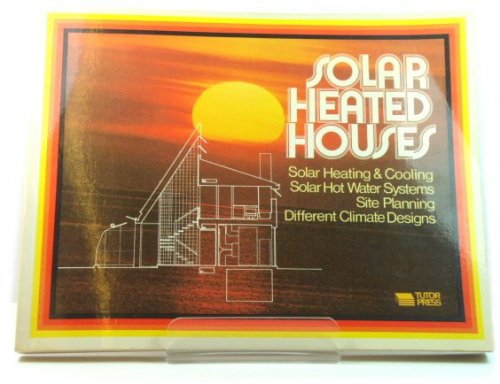 SOLAR
HEATED
HOUSES
Solar Heating & Cooling
Solar Hot Water Systems
Site Planning
Different Climate Designs
TUTOR
PRESS